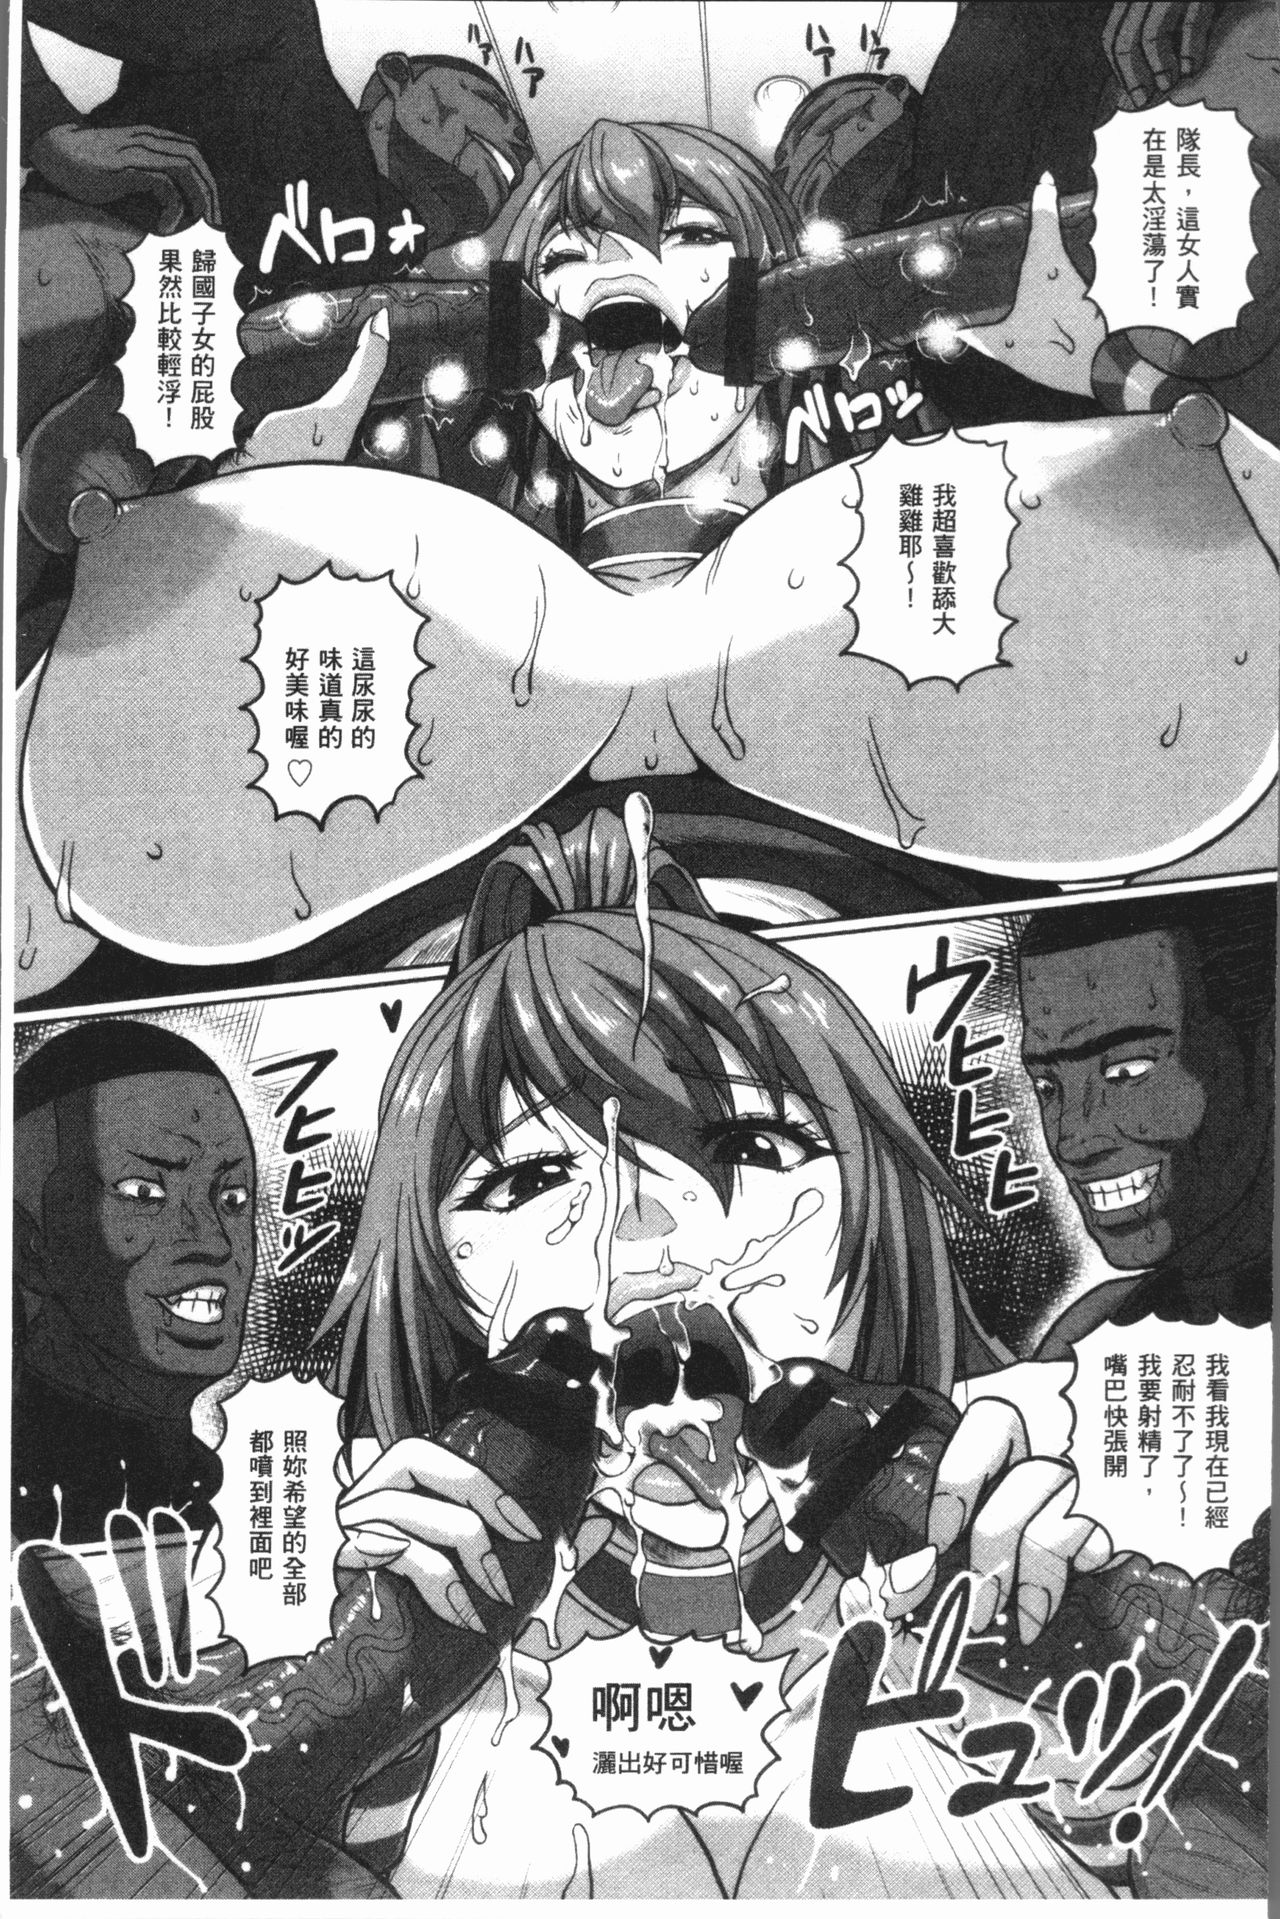 隊長，這女人實
在是太淫蕩了！
ハァ
ハァ
ハァ
ハァ
ベロォ
歸國子女的屁股
果然比較輕浮！
ベロッ
我超喜歡舔大
雞雞耶～！
這尿尿的
味道真的
好美味喔♡
ウヒヒヒ
フヒヒッ
我看我現在已經
忍耐不了了～！
我要射精了，
嘴巴快張開
照妳希望的全部
都噴到裡面吧
ビュッ！
啊嗯
灑出好可惜喔
ド